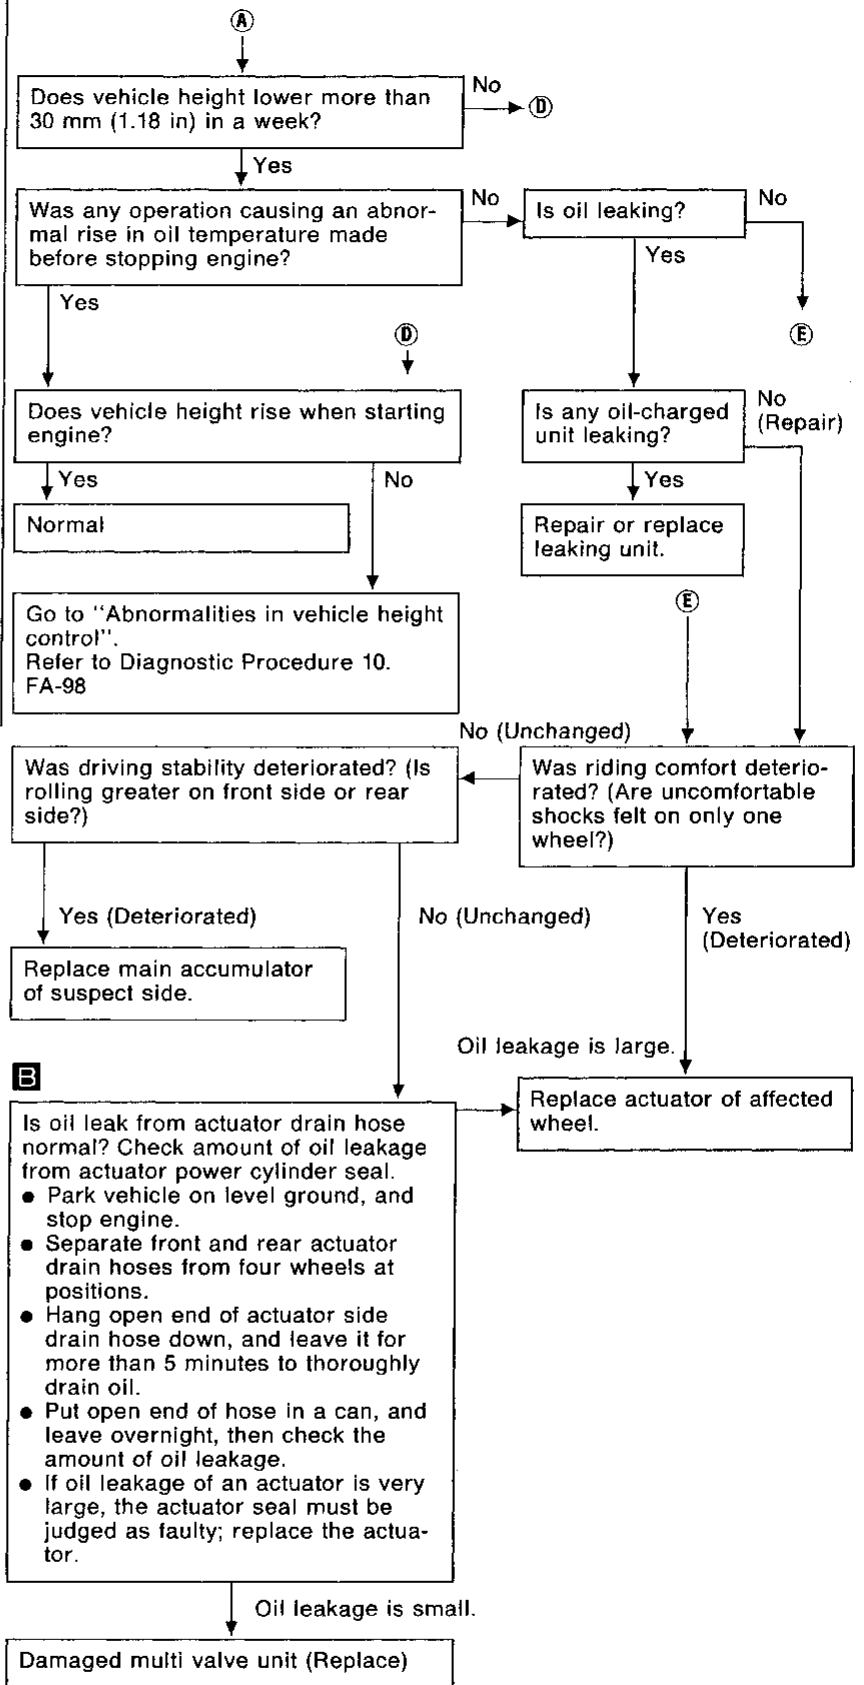 A
Does vehicle height lower more than
30 mm (1.18 in) in a week?
No
D
Yes
Was any operation causing an abnor-
mal rise in oil temperature made
before stopping engine?
No
Is oil leaking?
No
Yes
Yes
E
D
Does vehicle height rise when starting
engine?
Is any oil-charged
unit leaking?
No
(Repair)
Yes
No
Yes
Normal
Repair or replace
leaking unit.
Go to "Abnormalities in vehicle height
control".
Refer to Diagnostic Procedure 10.
FA-98
E
No (Unchanged)
Was driving stability deteriorated? (Is
rolling greater on front side or rear
side?)
Was riding comfort deterio-
rated? (Are uncomfortable
shocks felt on only one
wheel?)
Yes (Deteriorated)
No (Unchanged)
Yes
(Deteriorated)
Replace main accumulator
of suspect side.
Oil leakage is large.
B
Replace actuator of affected
wheel.
Is oil leak from actuator drain hose
normal? Check amount of oil leakage
from actuator power cylinder seal.
● Park vehicle on level ground, and
stop engine.
● Separate front and rear actuator
drain hoses from four wheels at
positions.
● Hang open end of actuator side
drain hose down, and leave it for
more than 5 minutes to thoroughly
drain oil.
● Put open end of hose in a can, and
leave overnight, then check the
amount of oil leakage.
● If oil leakage of an actuator is very
large, the actuator seal must be
judged as faulty; replace the actua-
tor.
Oil leakage is small.
Damaged multi valve unit (Replace)